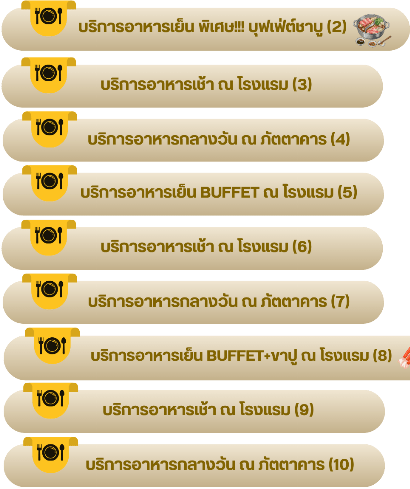 บริการอาหารเย็น พิเศษ!!! บุฟเฟ่ต์ชาบู (2)
บริการอาหารเช้า ณ โรงแรม (3)
บริการอาหารกลางวัน ณ ภัตตาคาร (4)
บริการอาหารเย็น BUFFET ณ โรงแรม (5)
บริการอาหารเช้า ณ โรงแรม (6)
บริการอาหารกลางวัน ณ ภัตตาคาร (7)
บริการอาหารเย็น BUFFET+ขาปู ณ โรงแรม (8)
บริการอาหารเช้า ณ โรงแรม (9)
บริการอาหารกลางวัน ณ ภัตตาคาร (10)